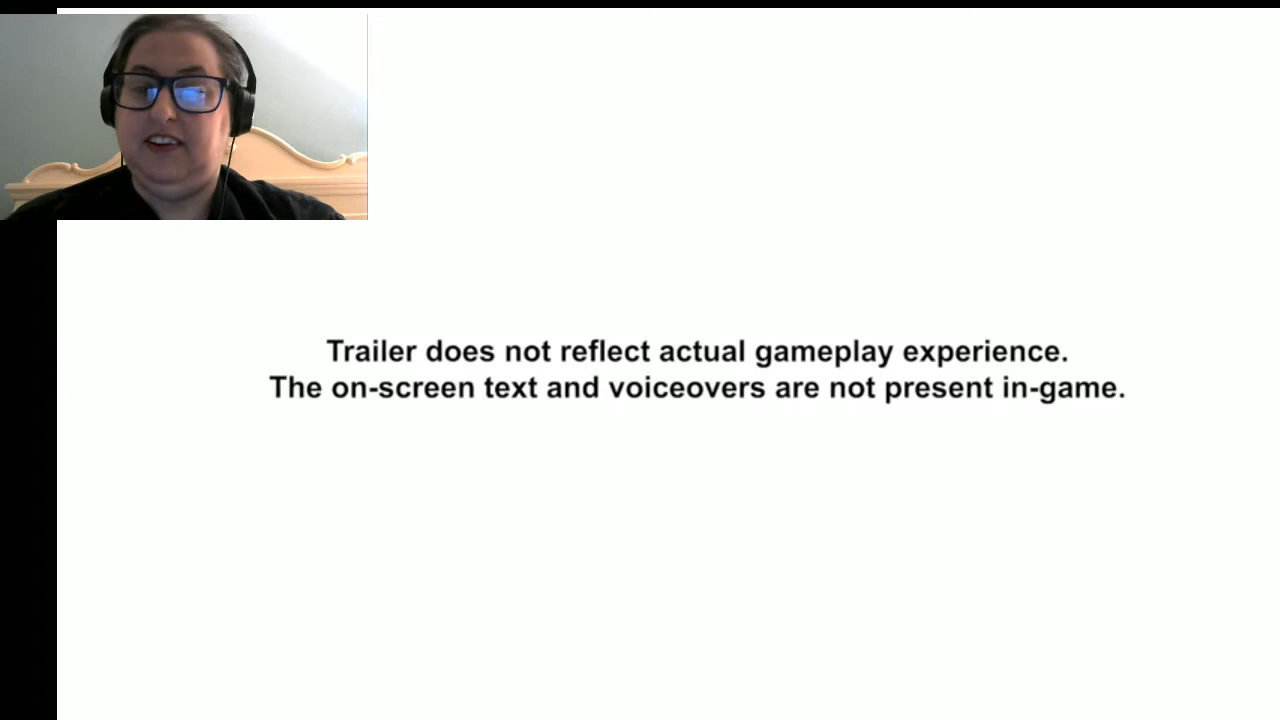 Trailer does not reflect actual gameplay experience.
The on-screen text and voiceovers are not present in-game.